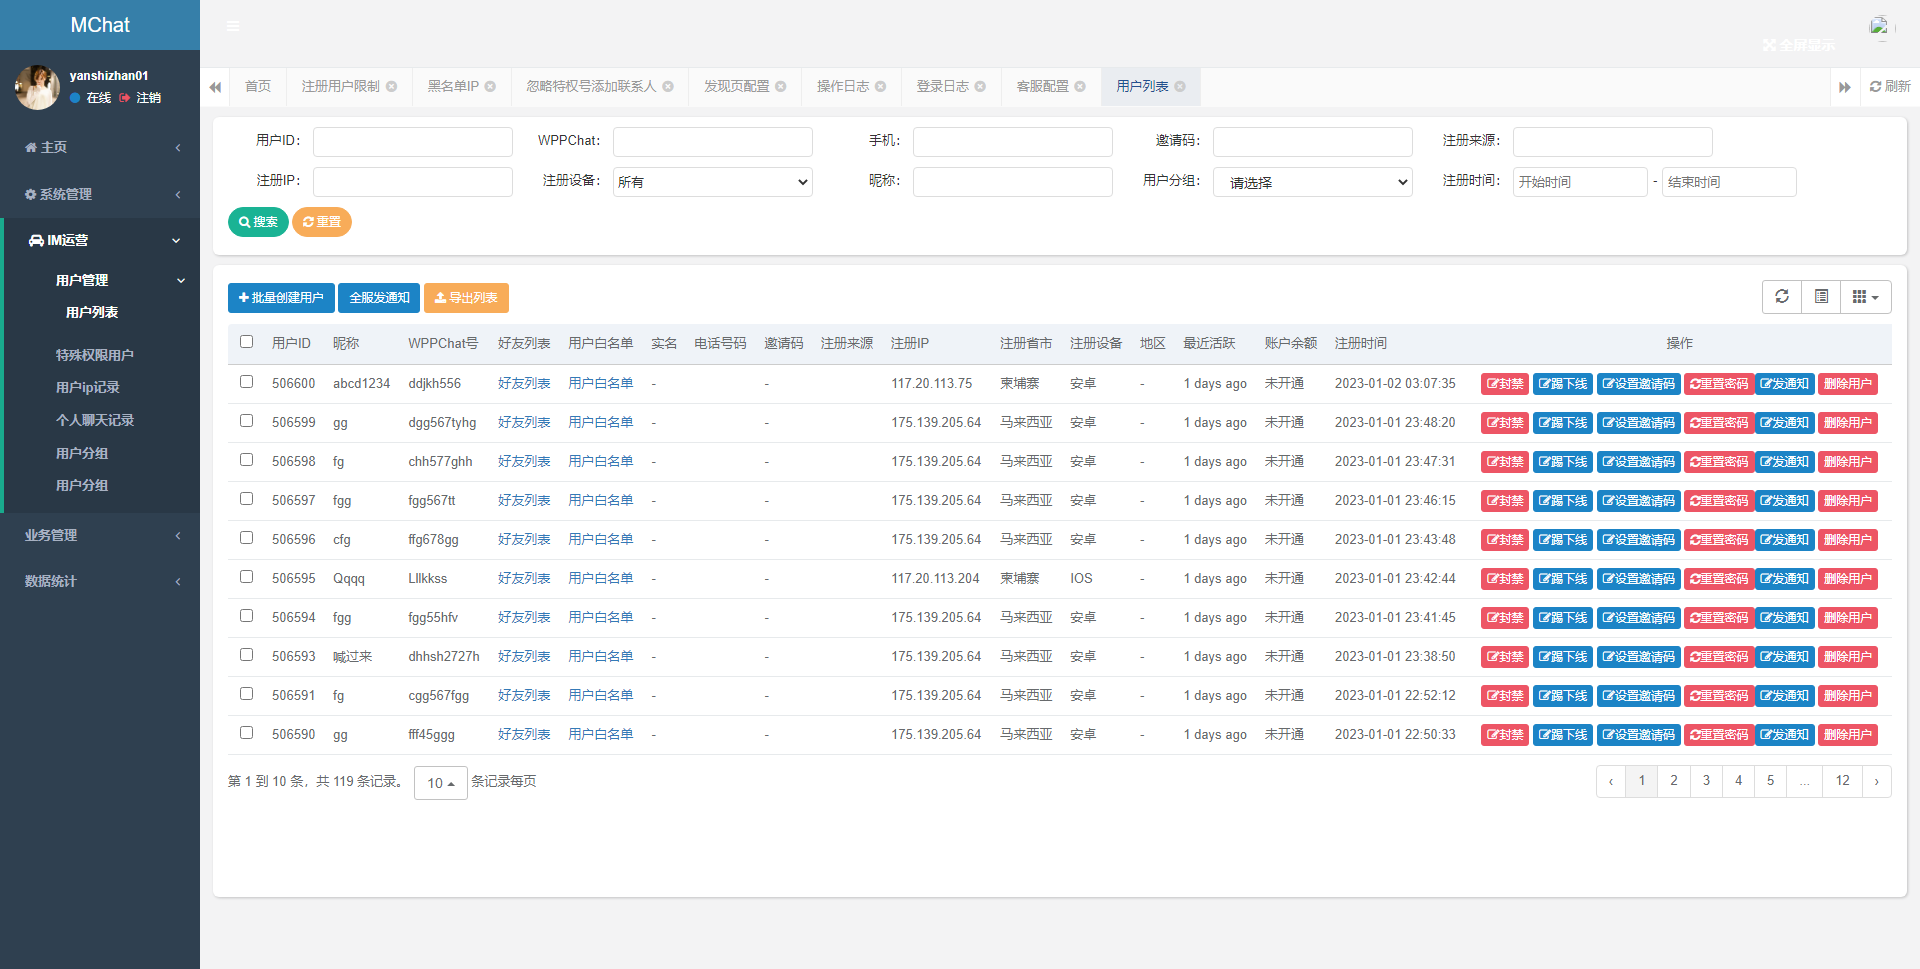 MChat
yanshizhan01
在线 注销
主页
系统管理
IM运营
用户管理
用户列表
特殊权限用户
用户ip记录
个人聊天记录
用户分组
用户分组
业务管理
数据统计
全屏显示
首页 注册用户限制 黑名单IP 忽略特权号添加联系人 发现页配置 操作日志 登录日志 客服配置 用户列表 刷新
用户ID： WPPChat： 手机： 邀请码： 注册来源：
注册IP： 注册设备： 所有 昵称： 用户分组： 请选择 注册时间： 开始时间 - 结束时间
搜索 重置
批量创建用户 全服发通知 导出列表
用户ID 昵称 WPPChat号 好友列表 用户白名单 实名 电话号码 邀请码 注册来源 注册IP 注册省市 注册设备 地区 最近活跃 账户余额 注册时间 操作
506600 abcd1234 ddjkh556 好友列表 用户白名单 - - 117.20.113.75 柬埔寨 安卓 - 1 days ago 未开通 2023-01-02 03:07:35 封禁 踢下线 设置邀请码 重置密码 发通知 删除用户
506599 gg dgg567tyhg 好友列表 用户白名单 - - 175.139.205.64 马来西亚 安卓 - 1 days ago 未开通 2023-01-01 23:48:20 封禁 踢下线 设置邀请码 重置密码 发通知 删除用户
506598 fg chh577ghh 好友列表 用户白名单 - - 175.139.205.64 马来西亚 安卓 - 1 days ago 未开通 2023-01-01 23:47:31 封禁 踢下线 设置邀请码 重置密码 发通知 删除用户
506597 fgg fgg567tt 好友列表 用户白名单 - - 175.139.205.64 马来西亚 安卓 - 1 days ago 未开通 2023-01-01 23:46:15 封禁 踢下线 设置邀请码 重置密码 发通知 删除用户
506596 cfg ffg678gg 好友列表 用户白名单 - - 175.139.205.64 马来西亚 安卓 - 1 days ago 未开通 2023-01-01 23:43:48 封禁 踢下线 设置邀请码 重置密码 发通知 删除用户
506595 Qqqq Lllkkss 好友列表 用户白名单 - - 117.20.113.204 柬埔寨 IOS - 1 days ago 未开通 2023-01-01 23:42:44 封禁 踢下线 设置邀请码 重置密码 发通知 删除用户
506594 fgg fgg55hfv 好友列表 用户白名单 - - 175.139.205.64 马来西亚 安卓 - 1 days ago 未开通 2023-01-01 23:41:45 封禁 踢下线 设置邀请码 重置密码 发通知 删除用户
506593 喊过来 dhhsh2727h 好友列表 用户白名单 - - 175.139.205.64 马来西亚 安卓 - 1 days ago 未开通 2023-01-01 23:38:50 封禁 踢下线 设置邀请码 重置密码 发通知 删除用户
506591 fg cgg567fgg 好友列表 用户白名单 - - 175.139.205.64 马来西亚 安卓 - 1 days ago 未开通 2023-01-01 22:52:12 封禁 踢下线 设置邀请码 重置密码 发通知 删除用户
506590 gg fff45ggg 好友列表 用户白名单 - - 175.139.205.64 马来西亚 安卓 - 1 days ago 未开通 2023-01-01 22:50:33 封禁 踢下线 设置邀请码 重置密码 发通知 删除用户
第 1 到 10 条，共 119 条记录。 10 条记录每页 ‹ 1 2 3 4 5 ... 12 ›